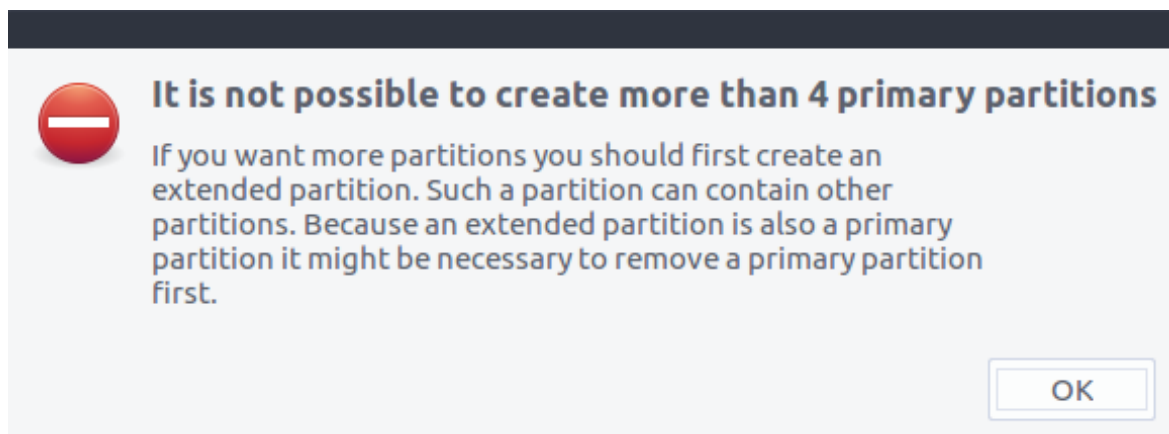 It is not possible to create more than 4 primary partitions
If you want more partitions you should first create an
extended partition. Such a partition can contain other
partitions. Because an extended partition is also a primary
partition it might be necessary to remove a primary partition
first.
OK